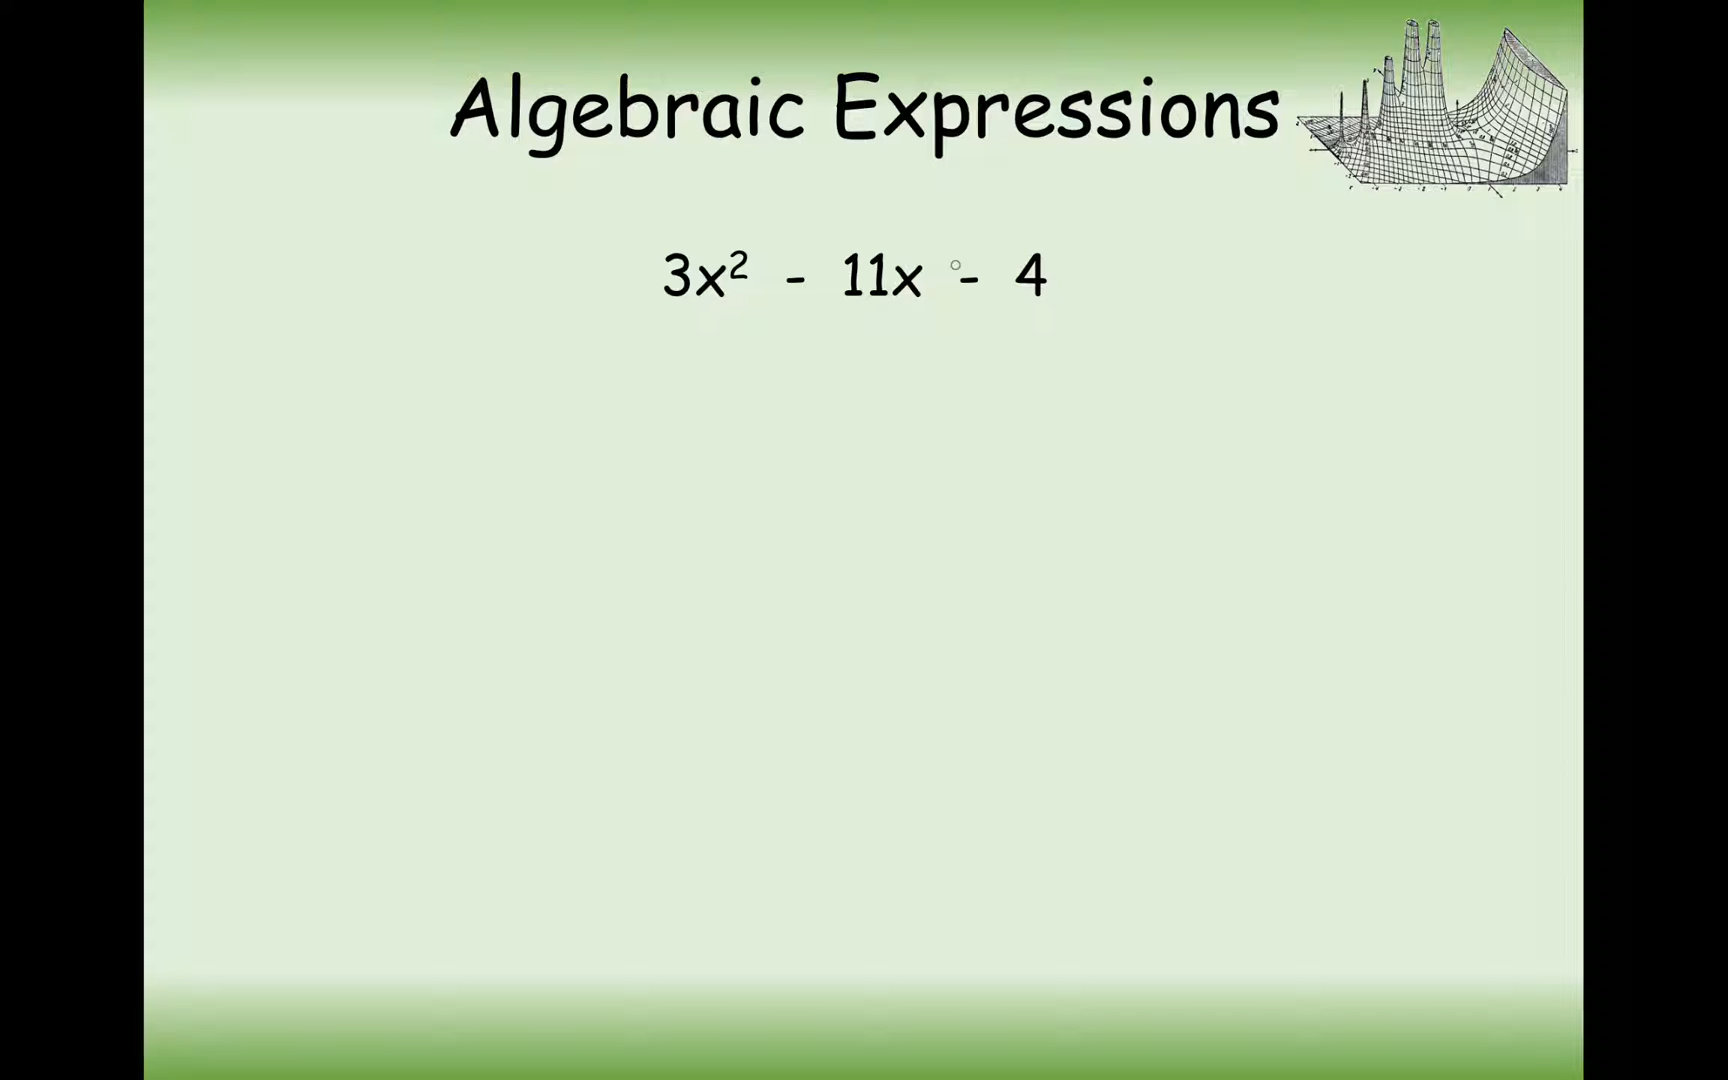 Algebraic Expressions
3x² - 11x - 4